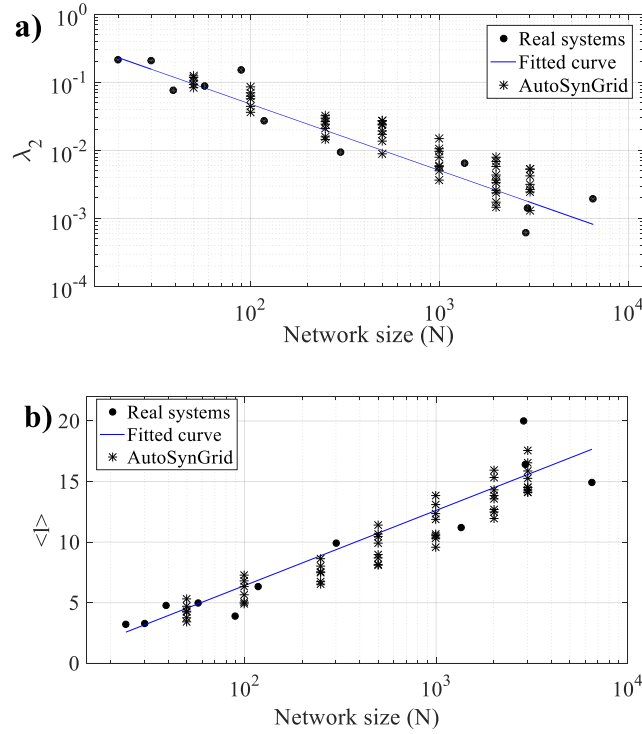 a)
10^0
10^-1
10^-2
10^-3
10^-4
λ_2
Real systems
Fitted curve
AutoSynGrid
10^2
10^3
10^4
Network size (N)
b)
20
15
10
5
0
<l>
Real systems
Fitted curve
AutoSynGrid
10^2
10^3
10^4
Network size (N)